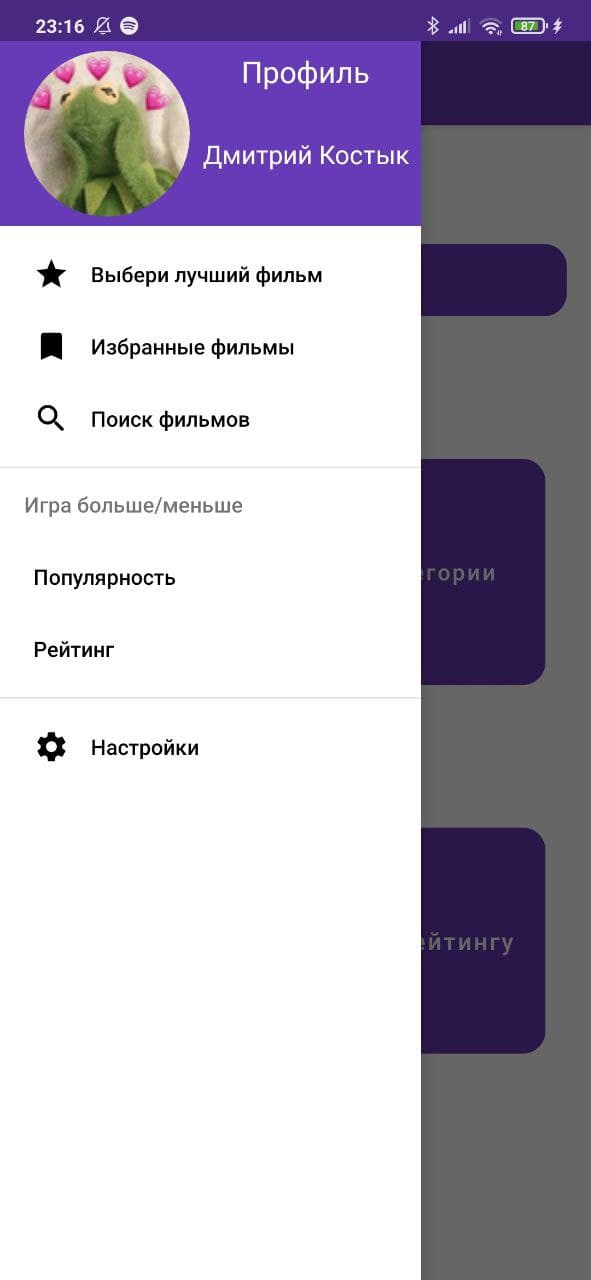 23:16
87
Профиль
Дмитрий Костык
Выбери лучший фильм
Избранные фильмы
Поиск фильмов
Игра больше/меньше
Популярность
егории
Рейтинг
Настройки
ейтингу